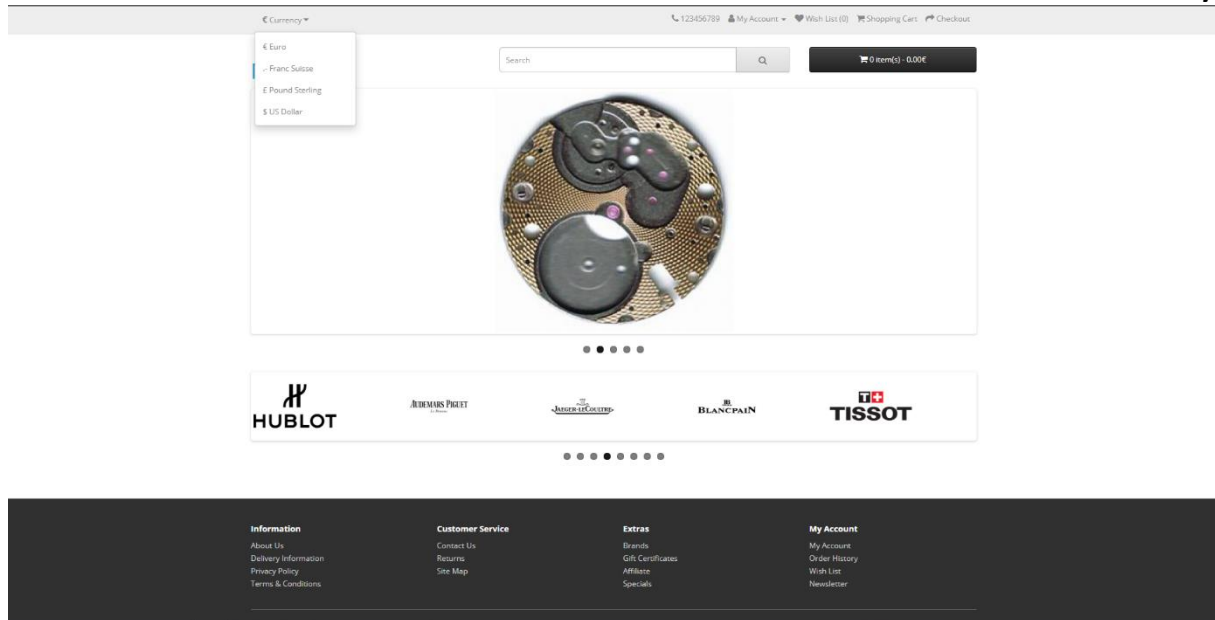 € Currency
123456789 My Account Wish List (0) Shopping Cart Checkout
€ Euro
.- Franc Suisse
£ Pound Sterling
$ US Dollar
Search
0 item(s) - 0.00€
HUBLOT
AUDEMARS PIGUET
JAEGER-LECOULTRE
JB
BLANCPAIN
T+
TISSOT
Information
About Us
Delivery Information
Privacy Policy
Terms & Conditions
Customer Service
Contact Us
Returns
Site Map
Extras
Brands
Gift Certificates
Affiliate
Specials
My Account
My Account
Order History
Wish List
Newsletter